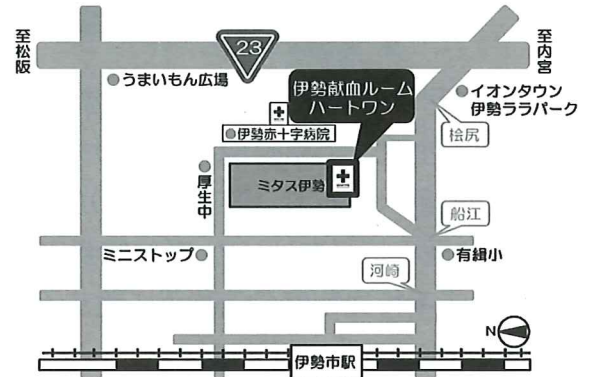 至松阪
23
至内宮
うまいもん広場
伊勢献血ルーム
ハートワン
イオンタウン
伊勢ララパーク
伊勢赤十字病院
桧尻
厚生中
ミタス伊勢
船江
ミニストップ
有緝小
河崎
N
伊勢市駅